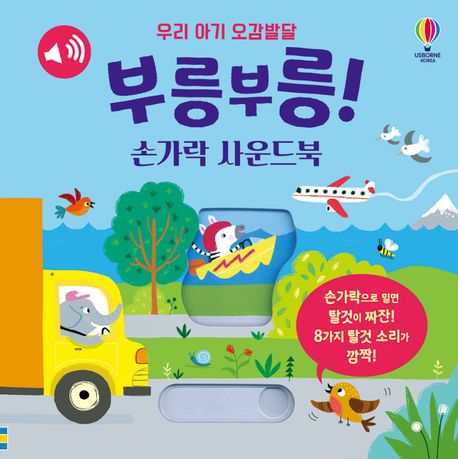 우리 아기 오감발달
USBORNE
KOREA
부릉부릉!
손가락 사운드북
손가락으로 밀면
탈것이 짜잔!
8가지 탈것 소리가
깜짝!